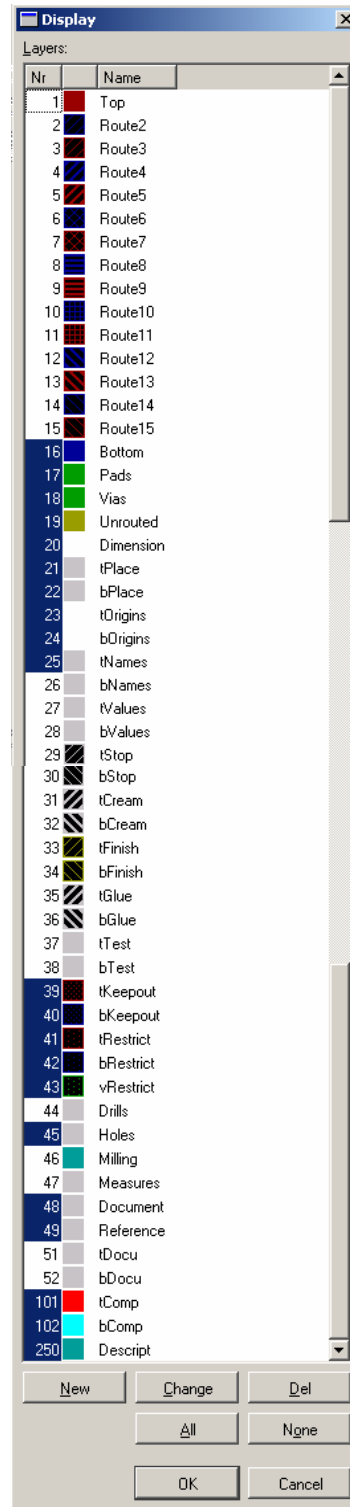 Display
Layers:
Nr Name
1 Top
2 Route2
3 Route3
4 Route4
5 Route5
6 Route6
7 Route7
8 Route8
9 Route9
10 Route10
11 Route11
12 Route12
13 Route13
14 Route14
15 Route15
16 Bottom
17 Pads
18 Vias
19 Unrouted
20 Dimension
21 tPlace
22 bPlace
23 tOrigins
24 bOrigins
25 tNames
26 bNames
27 tValues
28 bValues
29 tStop
30 bStop
31 tCream
32 bCream
33 tFinish
34 bFinish
35 tGlue
36 bGlue
37 tTest
38 bTest
39 tKeepout
40 bKeepout
41 tRestrict
42 bRestrict
43 vRestrict
44 Drills
45 Holes
46 Milling
47 Measures
48 Document
49 Reference
51 tDocu
52 bDocu
101 tComp
102 bComp
250 Descript
New Change Del
All None
OK Cancel